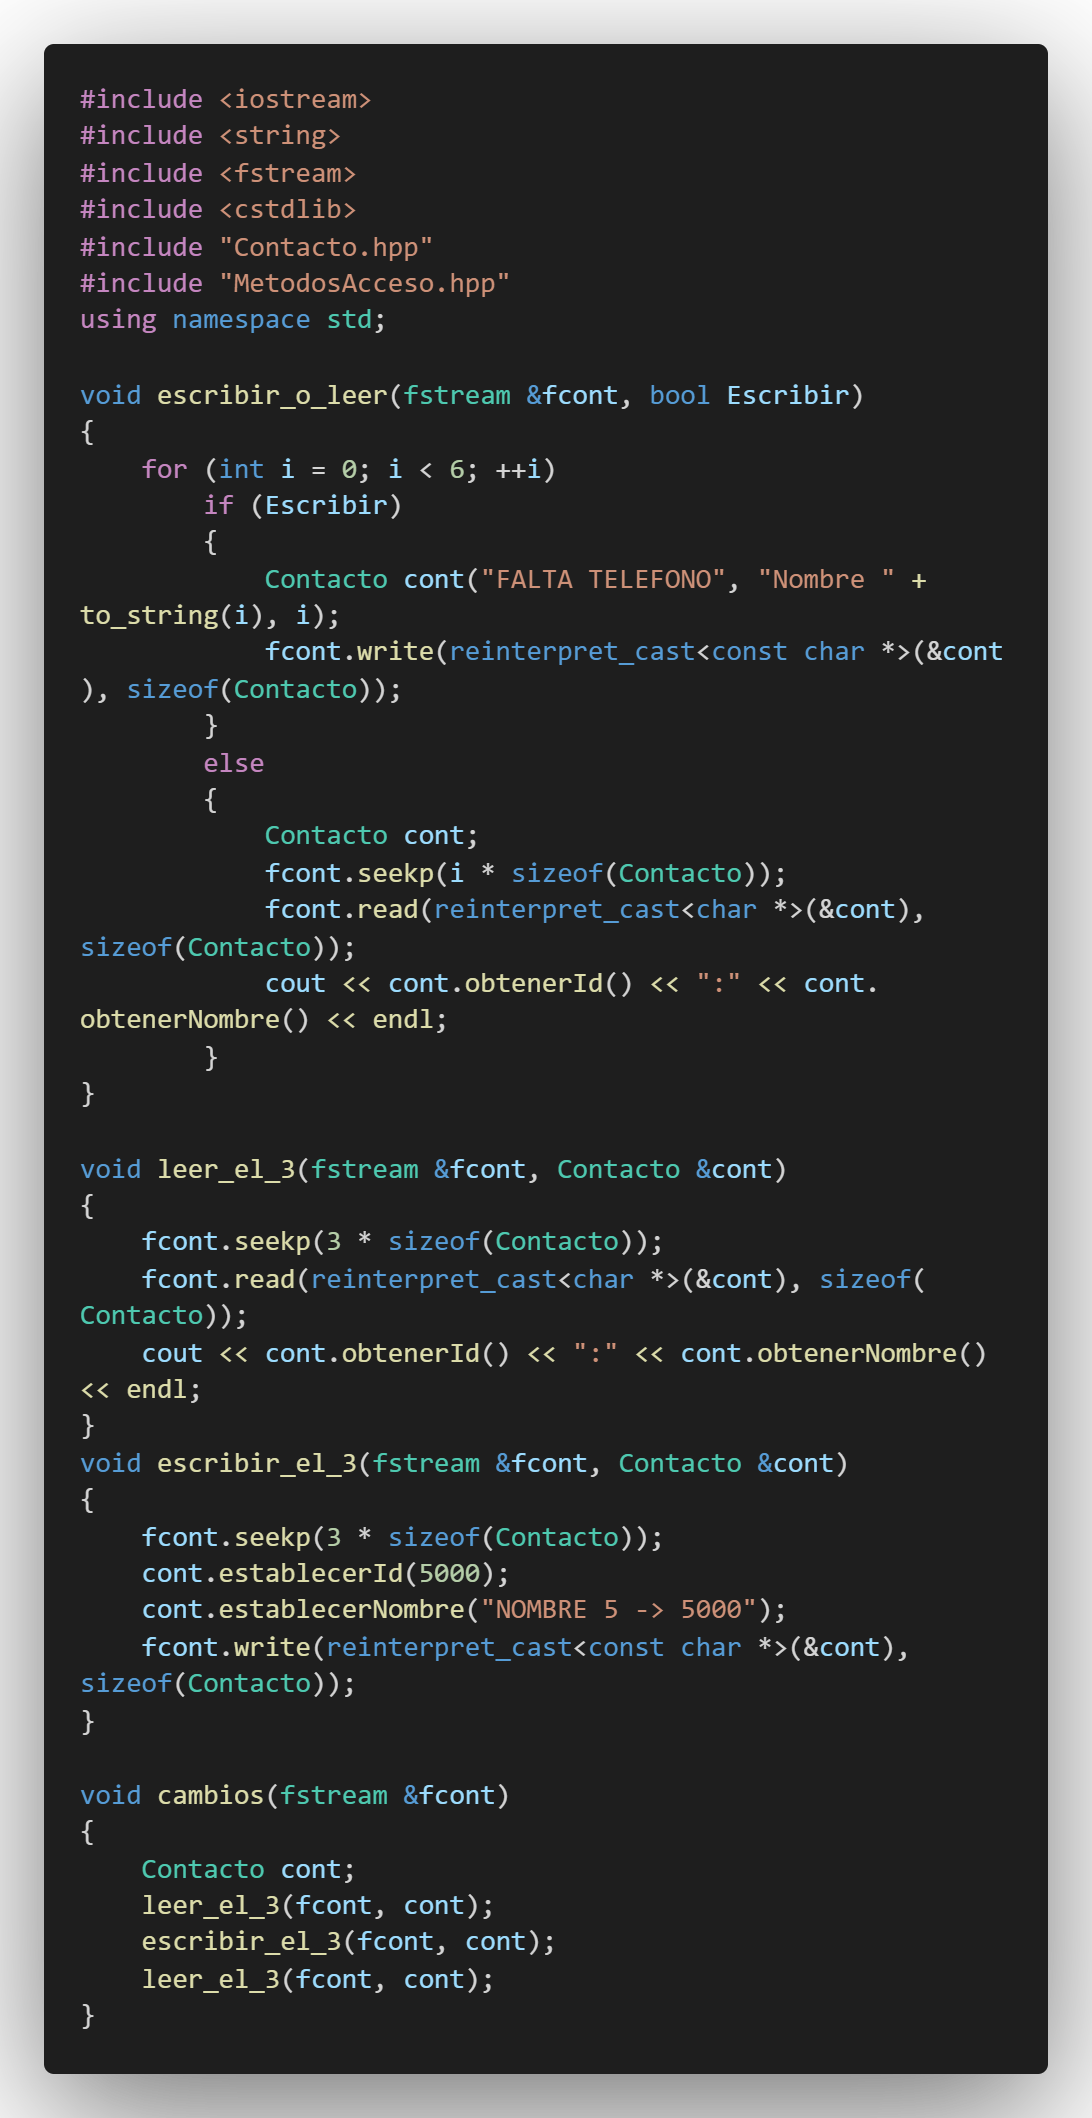 #include <iostream>
#include <string>
#include <fstream>
#include <cstdlib>
#include "Contacto.hpp"
#include "MetodosAcceso.hpp"
using namespace std;

void escribir_o_leer(fstream &fcont, bool Escribir)
{
    for (int i = 0; i < 6; ++i)
        if (Escribir)
        {
            Contacto cont("FALTA TELEFONO", "Nombre " +
to_string(i), i);
            fcont.write(reinterpret_cast<const char *>(&cont
), sizeof(Contacto));
        }
        else
        {
            Contacto cont;
            fcont.seekp(i * sizeof(Contacto));
            fcont.read(reinterpret_cast<char *>(&cont),
sizeof(Contacto));
            cout << cont.obtenerId() << ":" << cont.
obtenerNombre() << endl;
        }
}

void leer_el_3(fstream &fcont, Contacto &cont)
{
    fcont.seekp(3 * sizeof(Contacto));
    fcont.read(reinterpret_cast<char *>(&cont), sizeof(
Contacto));
    cout << cont.obtenerId() << ":" << cont.obtenerNombre()
<< endl;
}
void escribir_el_3(fstream &fcont, Contacto &cont)
{
    fcont.seekp(3 * sizeof(Contacto));
    cont.establecerId(5000);
    cont.establecerNombre("NOMBRE 5 -> 5000");
    fcont.write(reinterpret_cast<const char *>(&cont),
sizeof(Contacto));
}

void cambios(fstream &fcont)
{
    Contacto cont;
    leer_el_3(fcont, cont);
    escribir_el_3(fcont, cont);
    leer_el_3(fcont, cont);
}